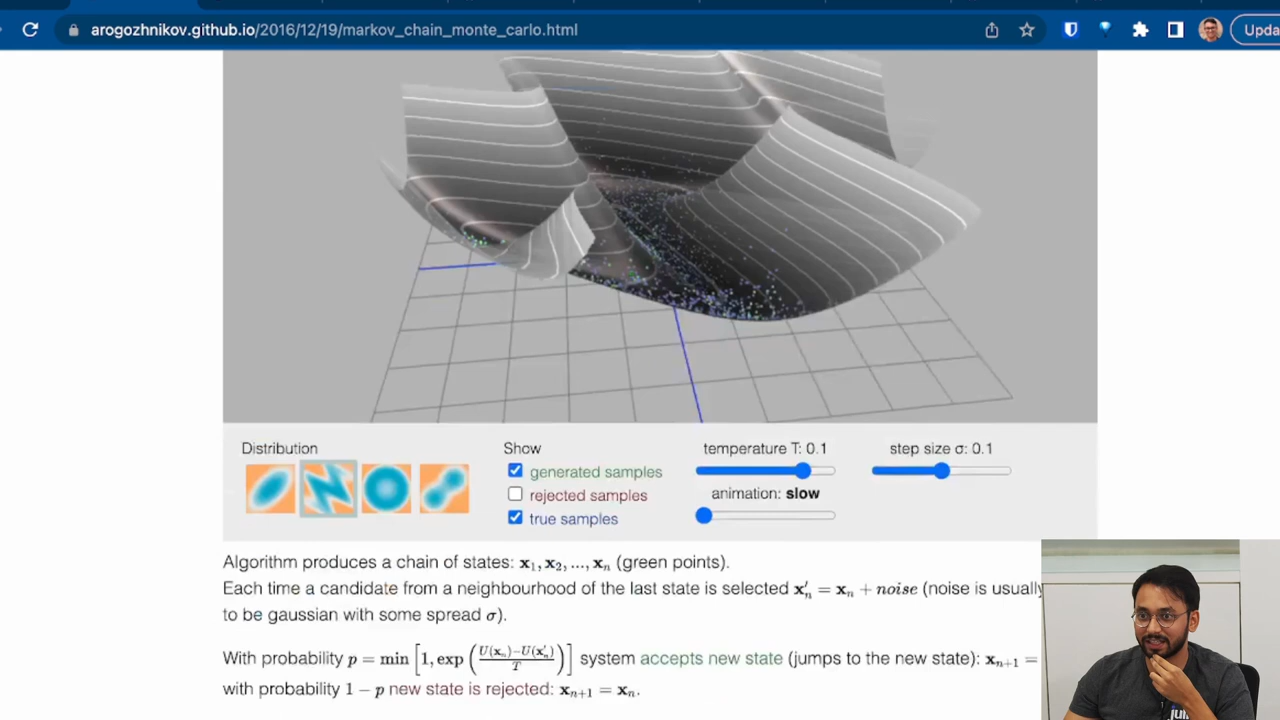 arogozhnikov.github.io/2016/12/19/markov_chain_monte_carlo.html
Upda
Distribution
Show
generated samples
rejected samples
true samples
temperature T: 0.1
animation: slow
step size σ: 0.1
Algorithm produces a chain of states: x₁, x₂, ..., xₙ (green points).
Each time a candidate from a neighbourhood of the last state is selected x′ₙ = xₙ + noise (noise is usually
to be gaussian with some spread σ).
With probability p = min [1, exp (U(xₙ)−U(x′ₙ)/T)] system accepts new state (jumps to the new state): xₙ₊₁ =
with probability 1 − p new state is rejected: xₙ₊₁ = xₙ.